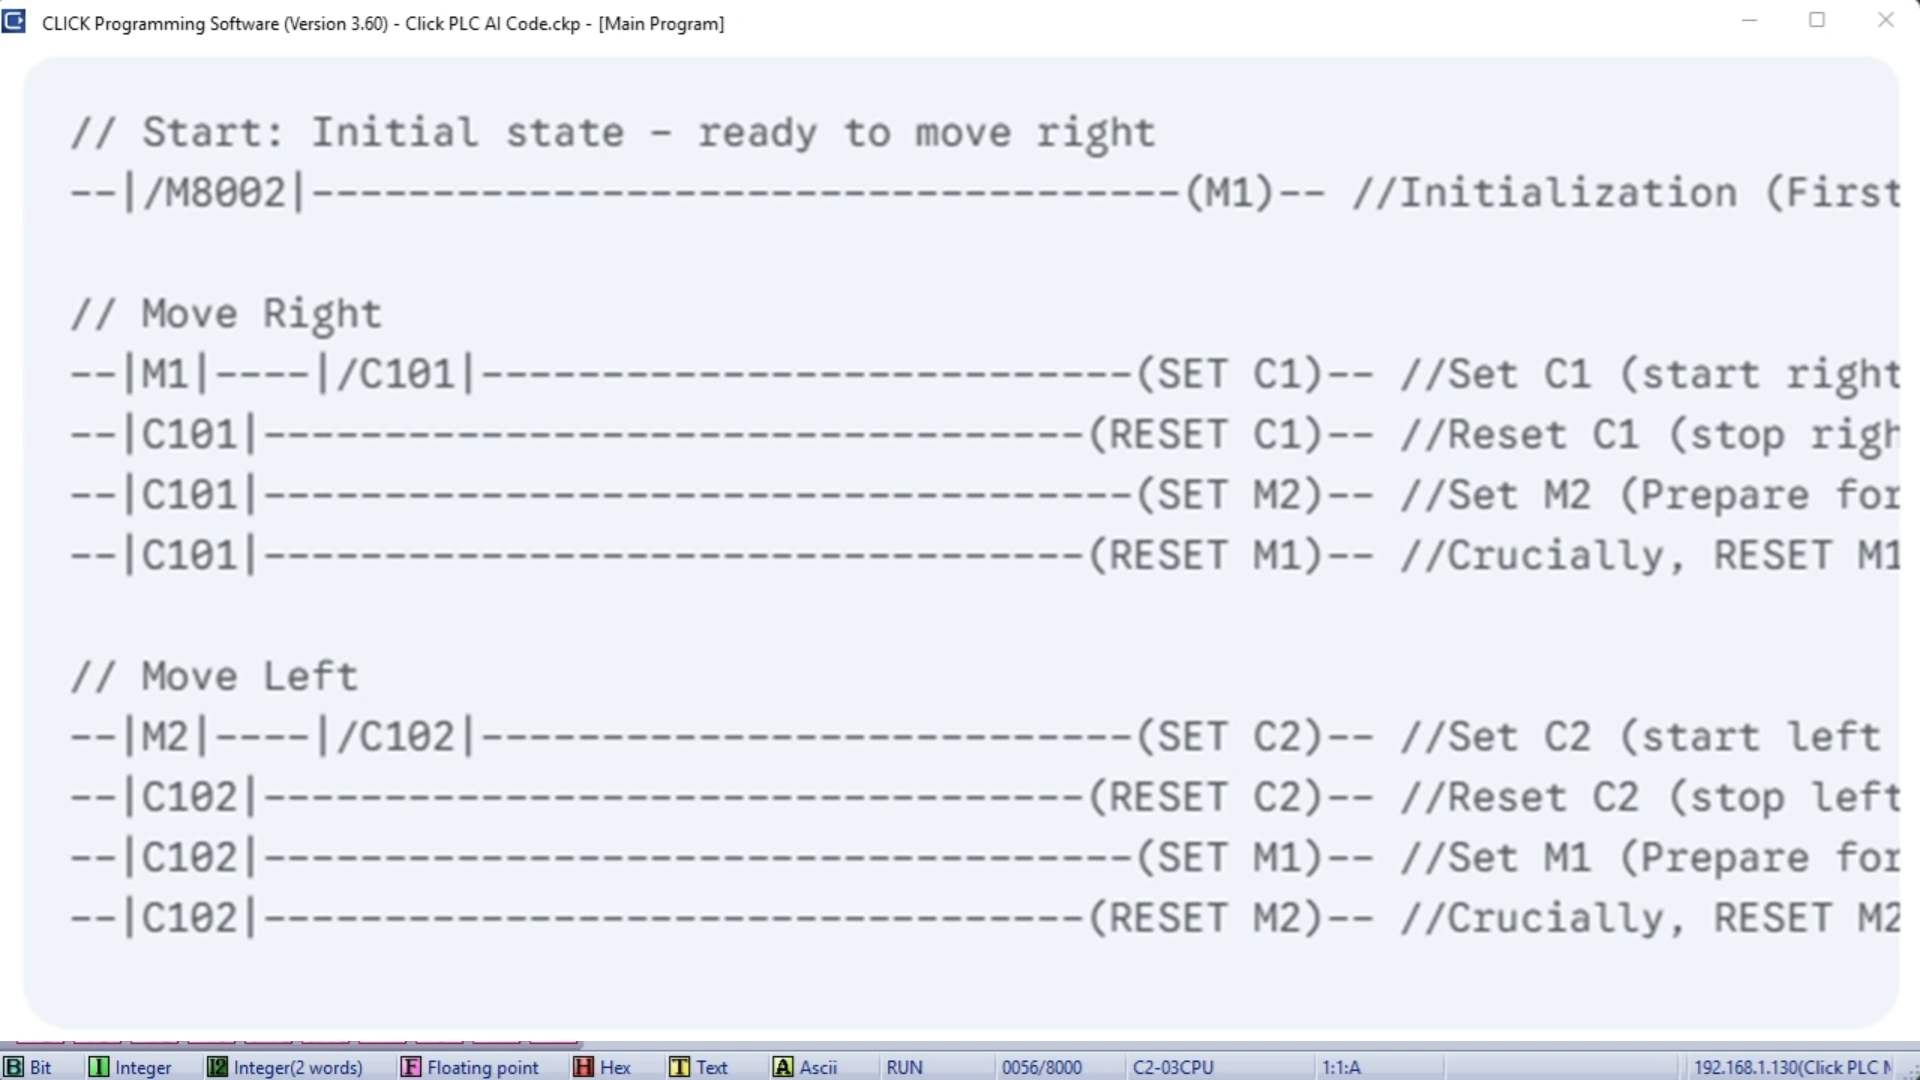 CLICK Programming Software (Version 3.60) - Click PLC AI Code.ckp - [Main Program]
// Start: Initial state - ready to move right
--|/M8002|------------------------------------(M1)-- //Initialization (First
// Move Right
--|M1|----|/C101|---------------------------(SET C1)-- //Set C1 (start right
--|C101|----------------------------------(RESET C1)-- //Reset C1 (stop righ
--|C101|------------------------------------(SET M2)-- //Set M2 (Prepare for
--|C101|----------------------------------(RESET M1)-- //Crucially, RESET M1
// Move Left
--|M2|----|/C102|---------------------------(SET C2)-- //Set C2 (start left
--|C102|----------------------------------(RESET C2)-- //Reset C2 (stop left
--|C102|------------------------------------(SET M1)-- //Set M1 (Prepare for
--|C102|----------------------------------(RESET M2)-- //Crucially, RESET M2
B Bit I Integer I2 Integer(2 words) F Floating point H Hex T Text A Ascii RUN 0056/8000 C2-03CPU 1:1:A 192.168.1.130(Click PLC